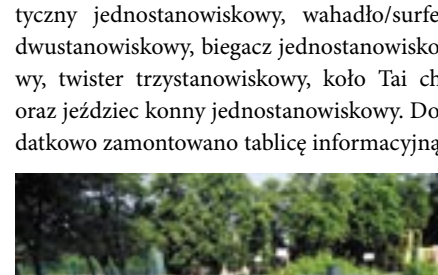 tyczny jednostanowiskowy, wahadło/surfe
dwustanowiskowy, biegacz jednostanowisko
wy, twister trzystanowiskowy, koło Tai ch
oraz jeździec konny jednostanowiskowy. Do
datkowo zamontowano tablicę informacyjną